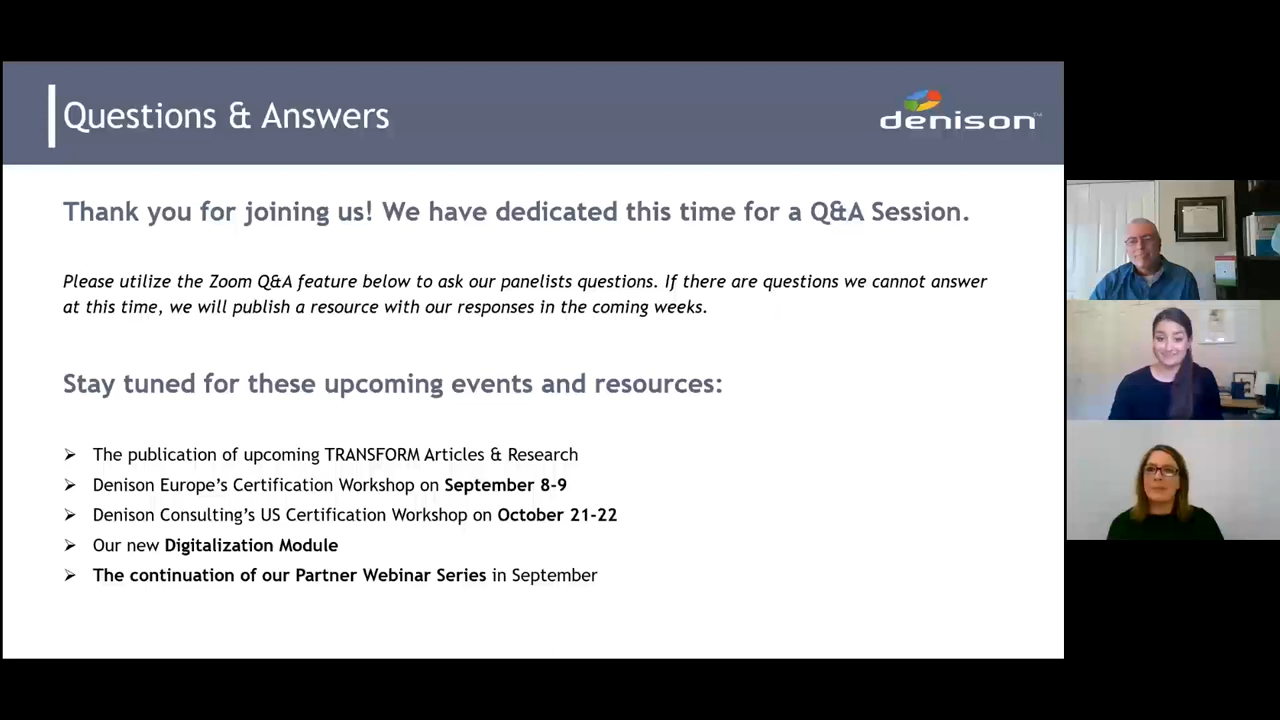 Questions & Answers
denison™
Thank you for joining us! We have dedicated this time for a Q&A Session.
Please utilize the Zoom Q&A feature below to ask our panelists questions. If there are questions we cannot answer
at this time, we will publish a resource with our responses in the coming weeks.
Stay tuned for these upcoming events and resources:
➢ The publication of upcoming TRANSFORM Articles & Research
➢ Denison Europe’s Certification Workshop on September 8-9
➢ Denison Consulting’s US Certification Workshop on October 21-22
➢ Our new Digitalization Module
➢ The continuation of our Partner Webinar Series in September